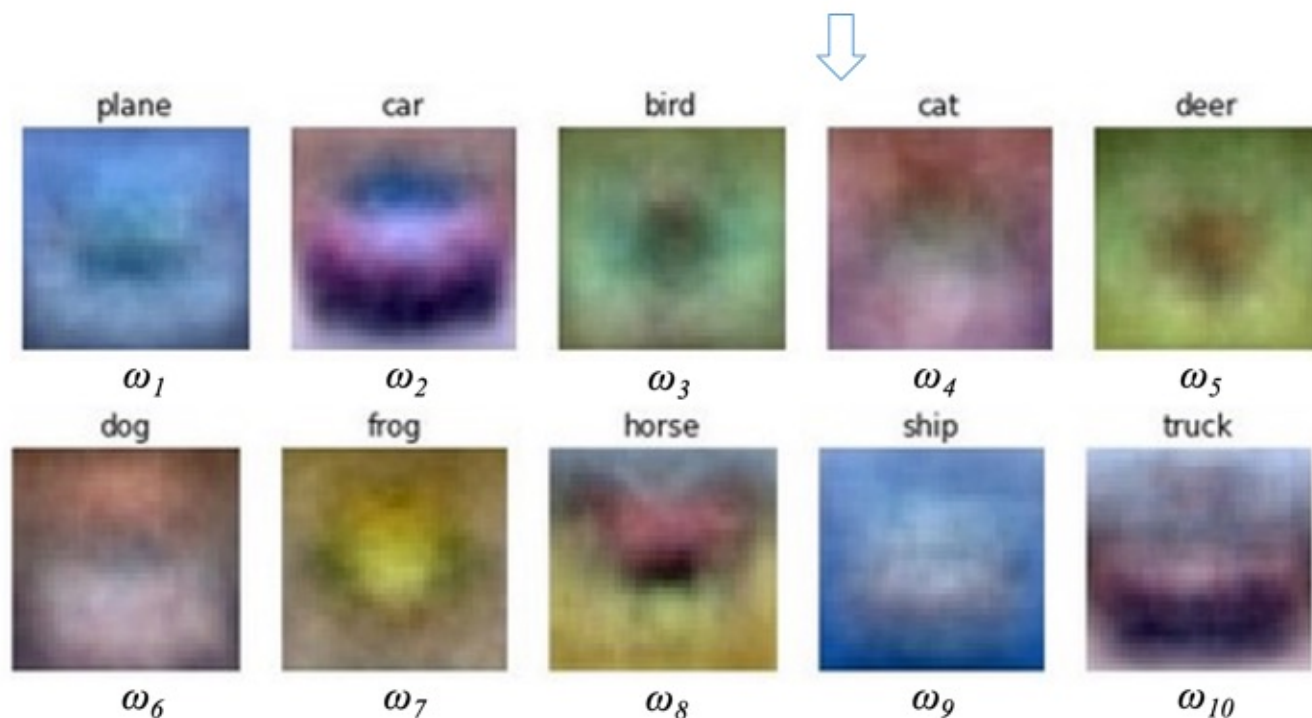 plane car bird cat deer
ω₁ ω₂ ω₃ ω₄ ω₅
dog frog horse ship truck
ω₆ ω₇ ω₈ ω₉ ω₁₀